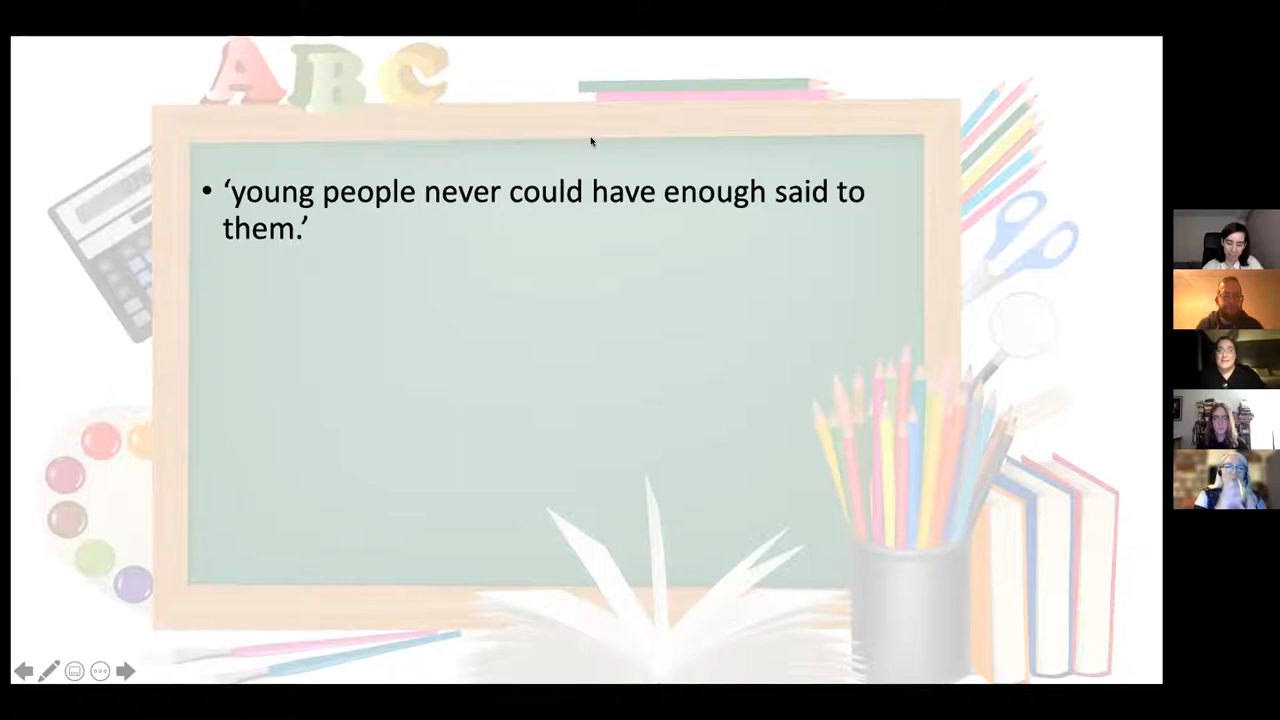 A B C
• ‘young people never could have enough said to
them.’